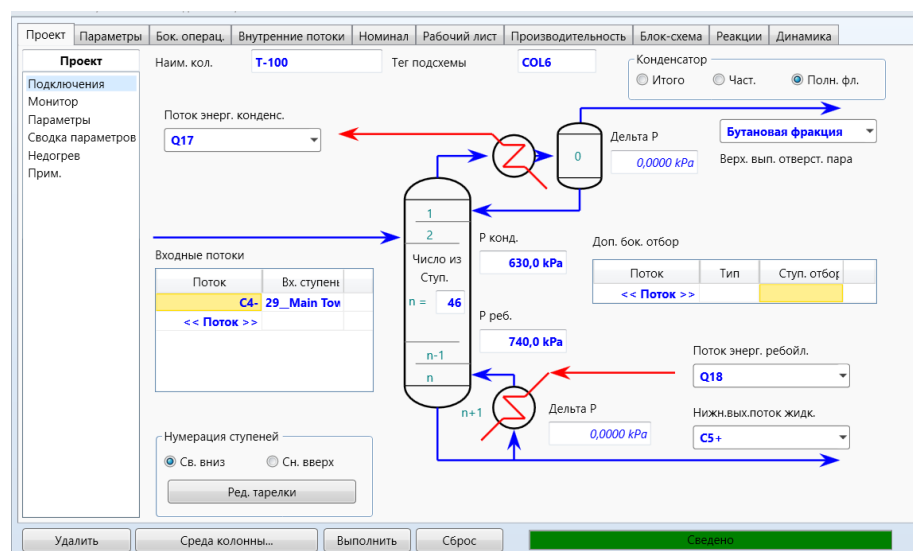 Проект Параметры Бок. операц. Внутренние потоки Номинал Рабочий лист Производительность Блок-схема Реакции Динамика
Проект
Подключения
Монитор
Параметры
Сводка параметров
Недогрев
Прим.
Наим. кол. T-100 Тег подсхемы COL6
Конденсатор
Итого Част. Полн. фл.
Поток энерг. конденс.
Q17
0
Дельта P
0,0000 kPa
Бутановая фракция
Верх. вып. отверст. пара
1
2
Число из
Ступ.
n = 46
n-1
n
n+1
P конд.
630,0 kPa
P реб.
740,0 kPa
Входные потоки
Поток Вх. ступень
C4- 29__Main Tow
<< Поток >>
Доп. бок. отбор
Поток Тип Ступ. отбор
<< Поток >>
Поток энерг. ребойл.
Q18
Дельта P
0,0000 kPa
Нижн.вых.поток жидк.
C5+
Нумерация ступеней
Св. вниз Сн. вверх
Ред. тарелки
Удалить Среда колонны... Выполнить Сброс Сведено